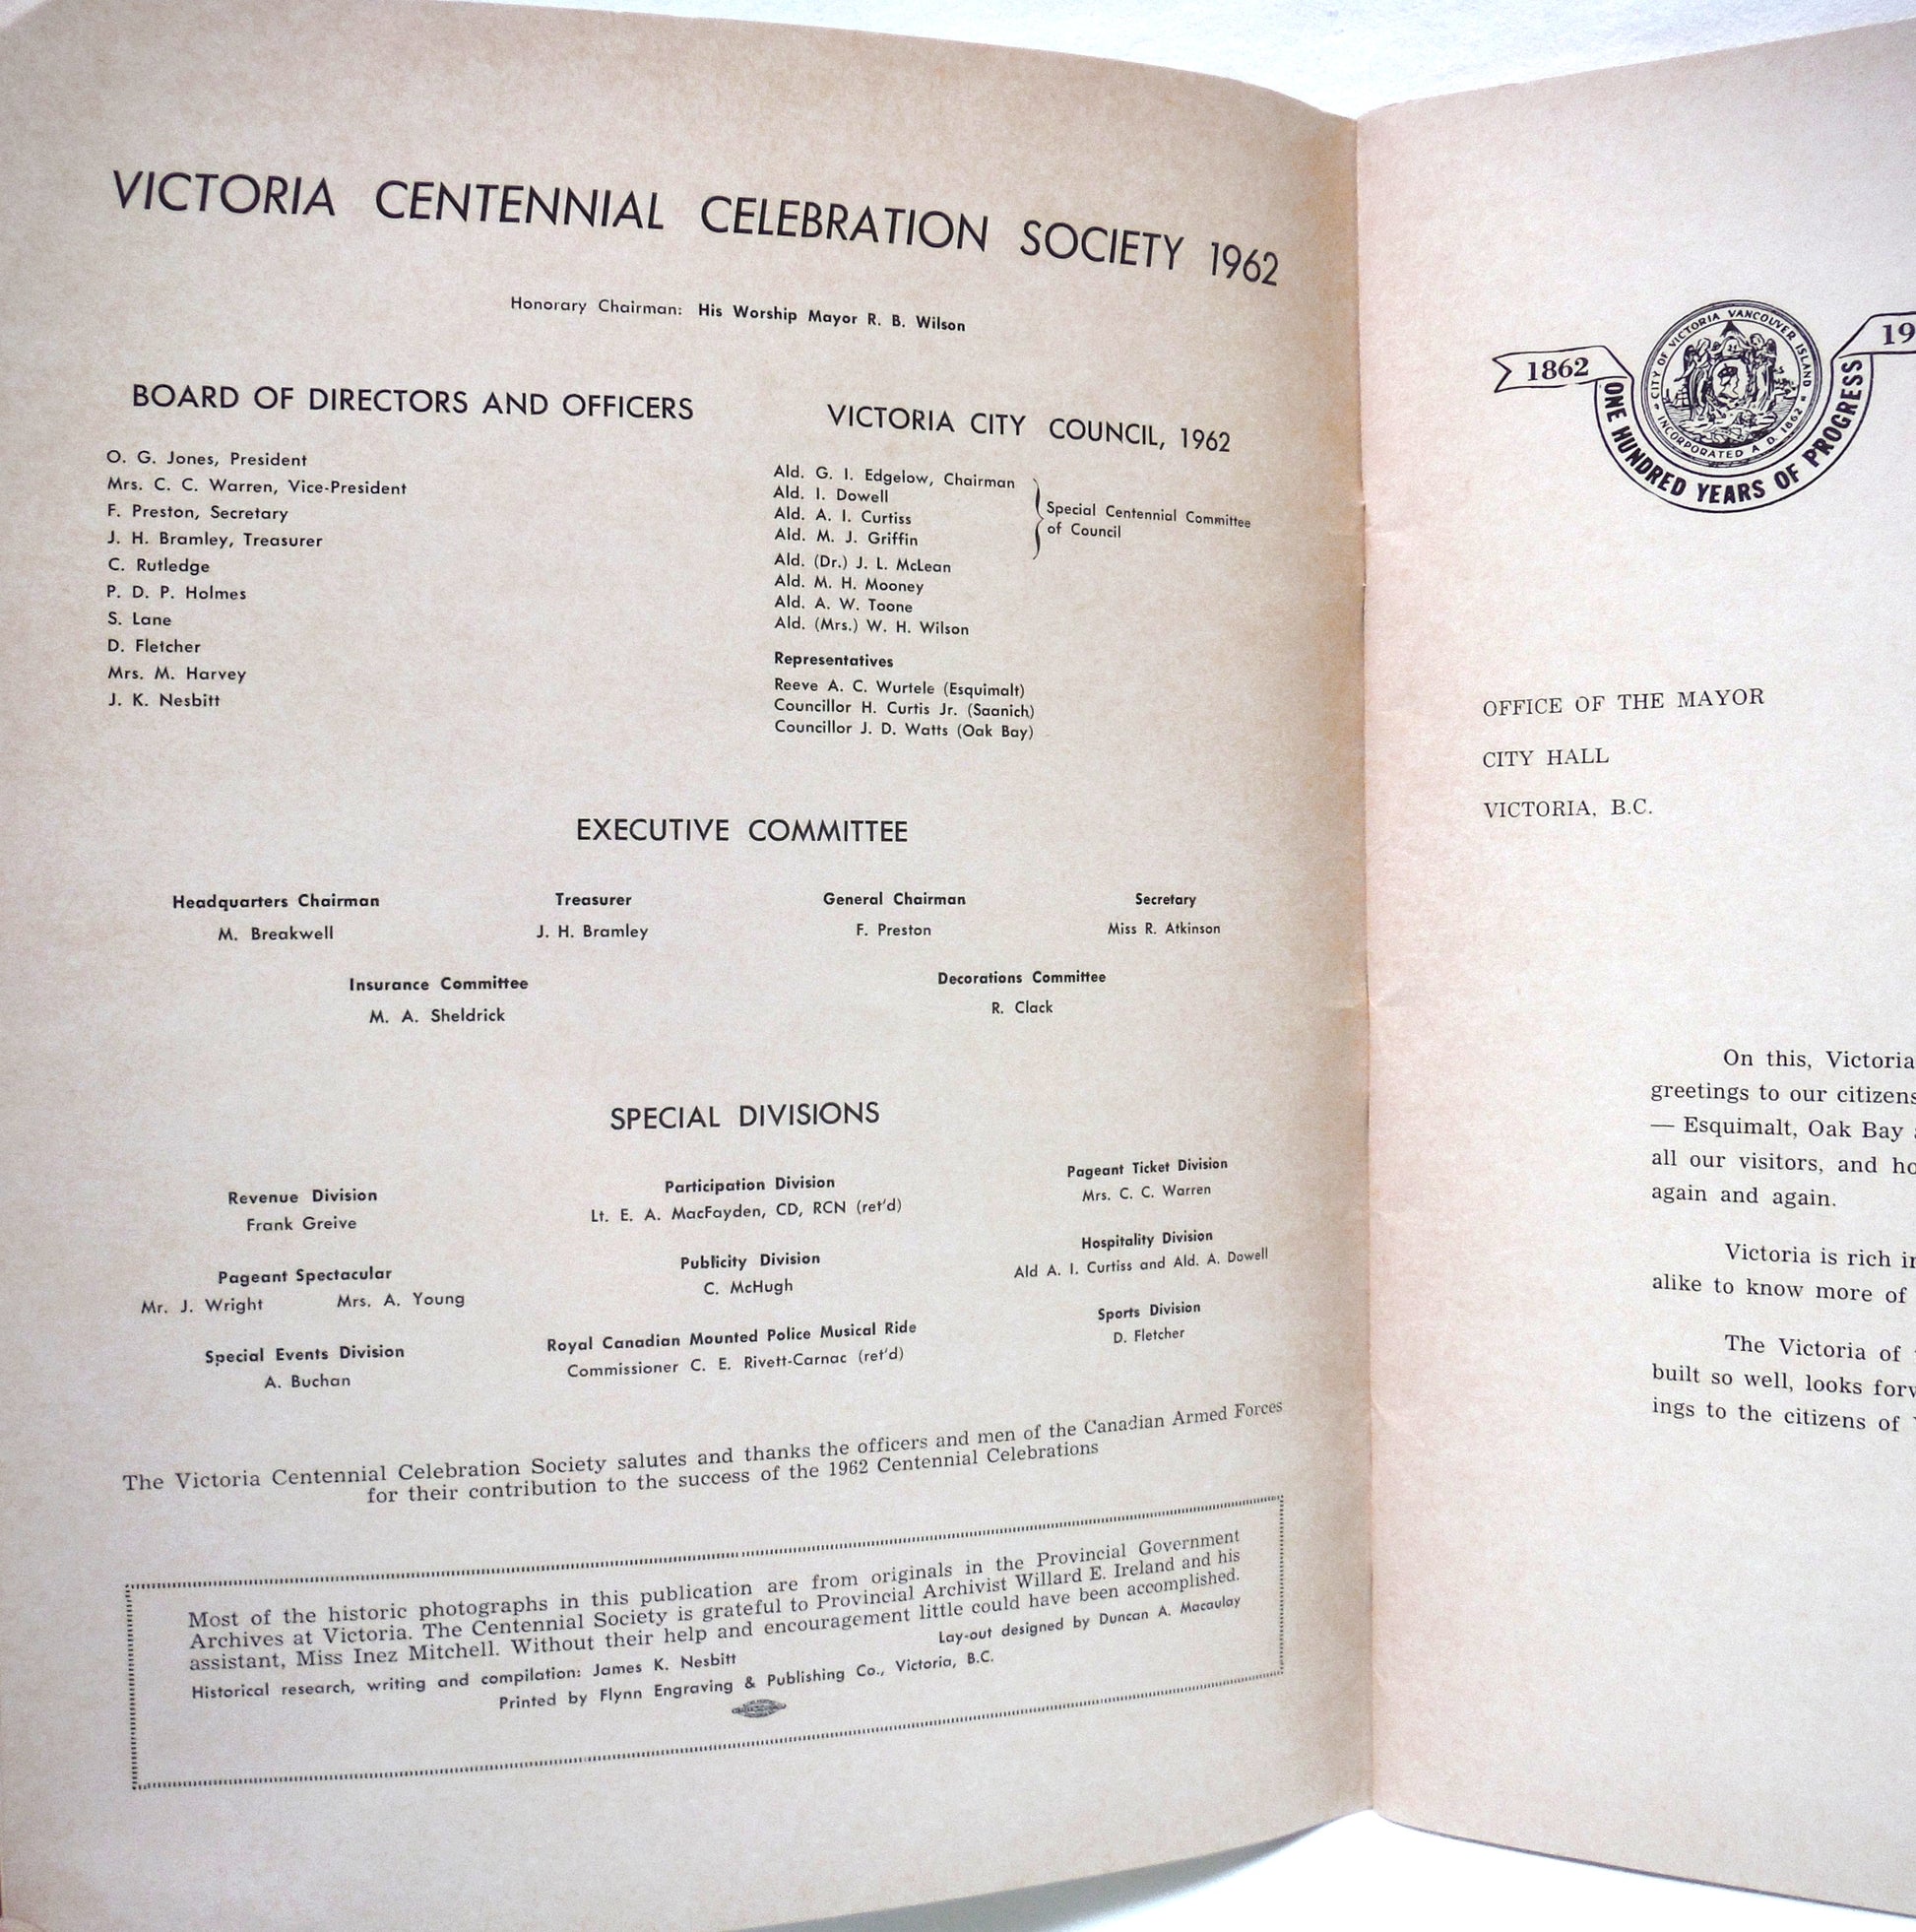 VICTORIA CENTENNIAL CELEBRATION SOCIETY 1962
Honorary Chairman: His Worship Mayor R. B. Wilson
BOARD OF DIRECTORS AND OFFICERS
O. G. Jones, President
Mrs. C. C. Warren, Vice-President
F. Preston, Secretary
J. H. Bramley, Treasurer
C. Rutledge
P. D. P. Holmes
S. Lane
D. Fletcher
Mrs. M. Harvey
J. K. Nesbitt
VICTORIA CITY COUNCIL, 1962
Ald. G. I. Edgelow, Chairman
Ald. I. Dowell
Ald. A. I. Curtiss
Ald. M. J. Griffin
Special Centennial Committee
of Council
Ald. (Dr.) J. L. McLean
Ald. M. H. Mooney
Ald. A. W. Toone
Ald. (Mrs.) W. H. Wilson
Representatives
Reeve A. C. Wurtele (Esquimalt)
Councillor H. Curtis Jr. (Saanich)
Councillor J. D. Watts (Oak Bay)
EXECUTIVE COMMITTEE
Headquarters Chairman
M. Breakwell
Treasurer
J. H. Bramley
General Chairman
F. Preston
Secretary
Miss R. Atkinson
Insurance Committee
M. A. Sheldrick
Decorations Committee
R. Clack
SPECIAL DIVISIONS
Revenue Division
Frank Greive
Pageant Spectacular
Mr. J. Wright Mrs. A. Young
Special Events Division
A. Buchan
Participation Division
Lt. E. A. MacFayden, CD, RCN (ret'd)
Publicity Division
C. McHugh
Royal Canadian Mounted Police Musical Ride
Commissioner C. E. Rivett-Carnac (ret'd)
Pageant Ticket Division
Mrs. C. C. Warren
Hospitality Division
Ald A. I. Curtiss and Ald. A. Dowell
Sports Division
D. Fletcher
The Victoria Centennial Celebration Society salutes and thanks the officers and men of the Canadian Armed Forces
for their contribution to the success of the 1962 Centennial Celebrations
Most of the historic photographs in this publication are from originals in the Provincial Government
Archives at Victoria. The Centennial Society is grateful to Provincial Archivist Willard E. Ireland and his
assistant, Miss Inez Mitchell. Without their help and encouragement little could have been accomplished.
Historical research, writing and compilation: James K. Nesbitt
Lay-out designed by Duncan A. Macaulay
Printed by Flynn Engraving & Publishing Co., Victoria, B.C.
1862
19
CITY OF VICTORIA VANCOUVER ISLAND
INCORPORATED A D. 1862
ONE HUNDRED YEARS OF PROGRESS
OFFICE OF THE MAYOR
CITY HALL
VICTORIA, B.C.
On this, Victoria
greetings to our citizens
— Esquimalt, Oak Bay
all our visitors, and ho
again and again.
Victoria is rich in
alike to know more of
The Victoria of
built so well, looks forw
ings to the citizens of